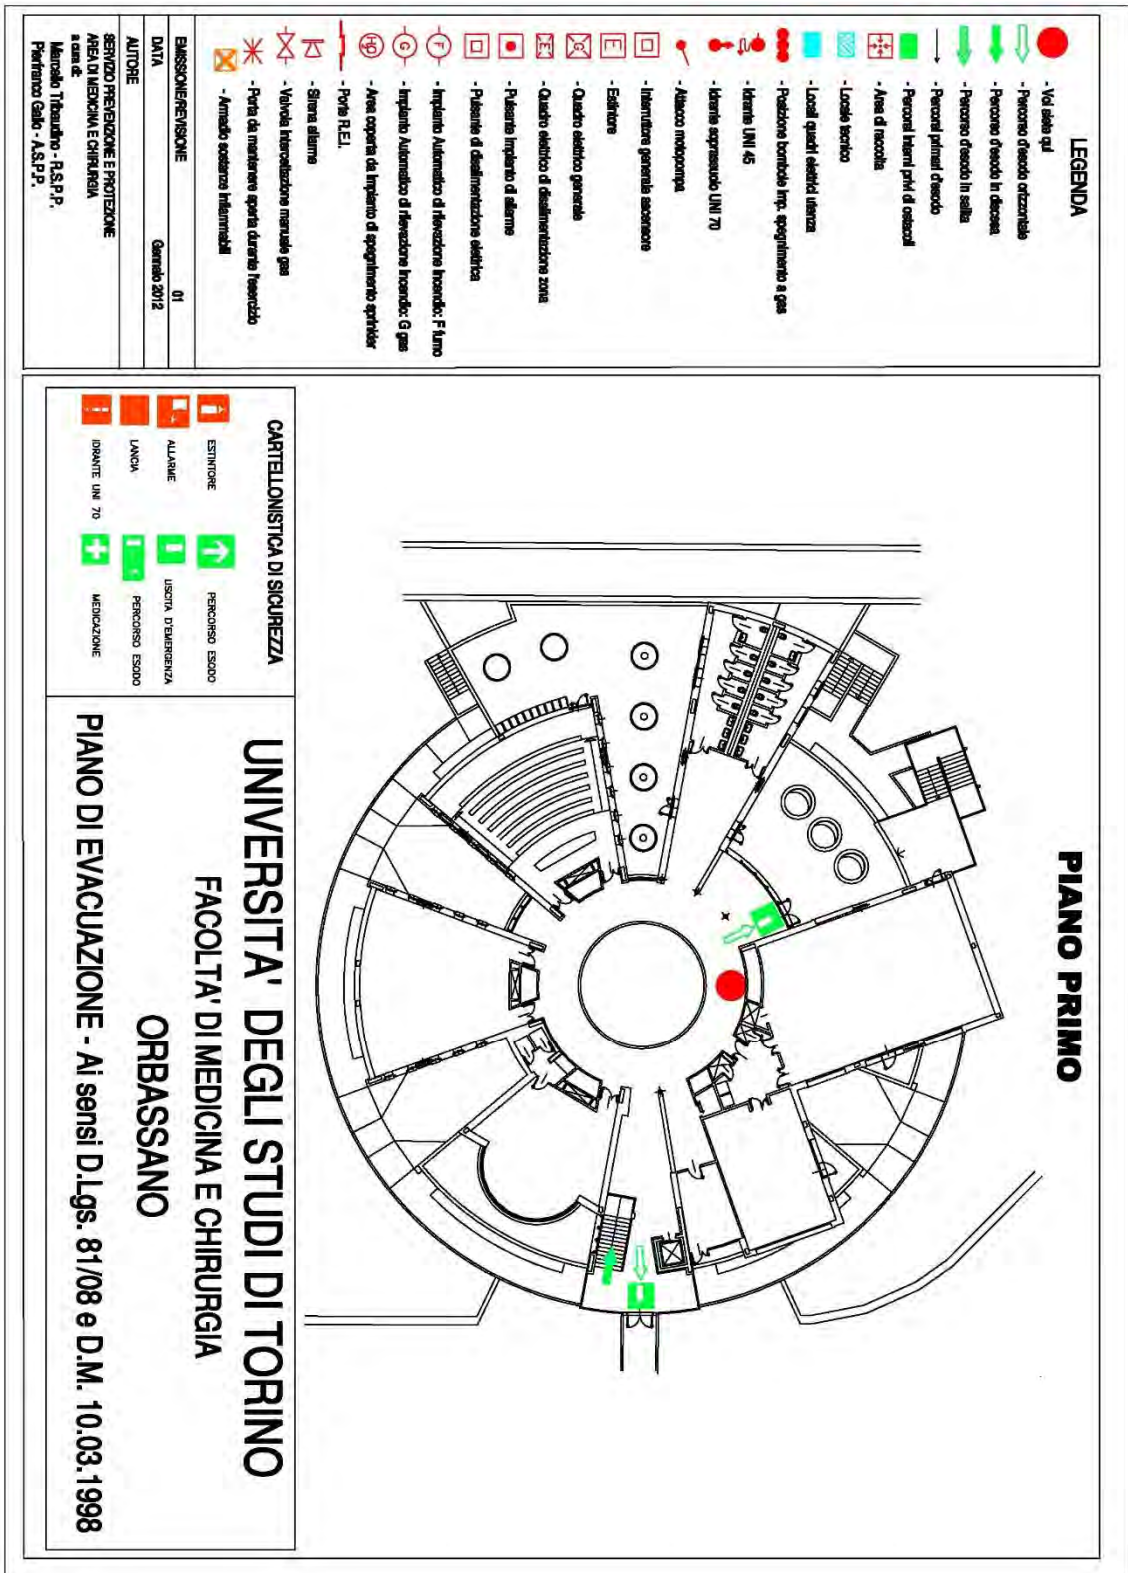 PIANO PRIMO
LEGENDA
- Voi siete qui
- Percorso d'esodo orizzontale
- Percorso d'esodo in discesa
- Percorso d'esodo in salita
- Percorsi primari d'esodo
- Percorsi interni privi di ostacoli
- Area di raccolta
- Locale tecnico
- Locali quadri elettrici utenza
- Posizione bombole imp. spegnimento a gas
- Idrante UNI 45
- Idrante soprasuolo UNI 70
- Attacco motopompa
- Interruttore generale ascensore
E - Estintore
G - Quadro elettrico generale
E - Quadro elettrico di disalimentazione zona
- Pulsante impianto di allarme
- Pulsante di disalimentazione elettrica
F - Impianto Automatico di rilevazione incendio: F fumo
G - Impianto Automatico di rilevazione incendio: G gas
- Area coperta da impianto di spegnimento sprinkler
- Porte R.E.I.
- Sirena allarme
- Valvola intercettazione manuale gas
- Porta da mantenere aperta durante l'esercizio
- Armadio sostanze infiammabili
EMISSIONE/REVISIONE 01
DATA Gennaio 2012
AUTORE
SERVIZIO PREVENZIONE E PROTEZIONE
AREA DI MEDICINA E CHIRURGIA
a cura di:
Marcello Tribaudino - R.S.P.P.
Pierfranco Gallo - A.S.P.P.
CARTELLONISTICA DI SICUREZZA
ESTINTORE PERCORSO ESODO
ALLARME USCITA D'EMERGENZA
LANCIA PERCORSO ESODO
IDRANTE UNI 70 MEDICAZIONE
UNIVERSITA' DEGLI STUDI DI TORINO
FACOLTA' DI MEDICINA E CHIRURGIA
ORBASSANO
PIANO DI EVACUAZIONE - Ai sensi D.Lgs. 81/08 e D.M. 10.03.1998